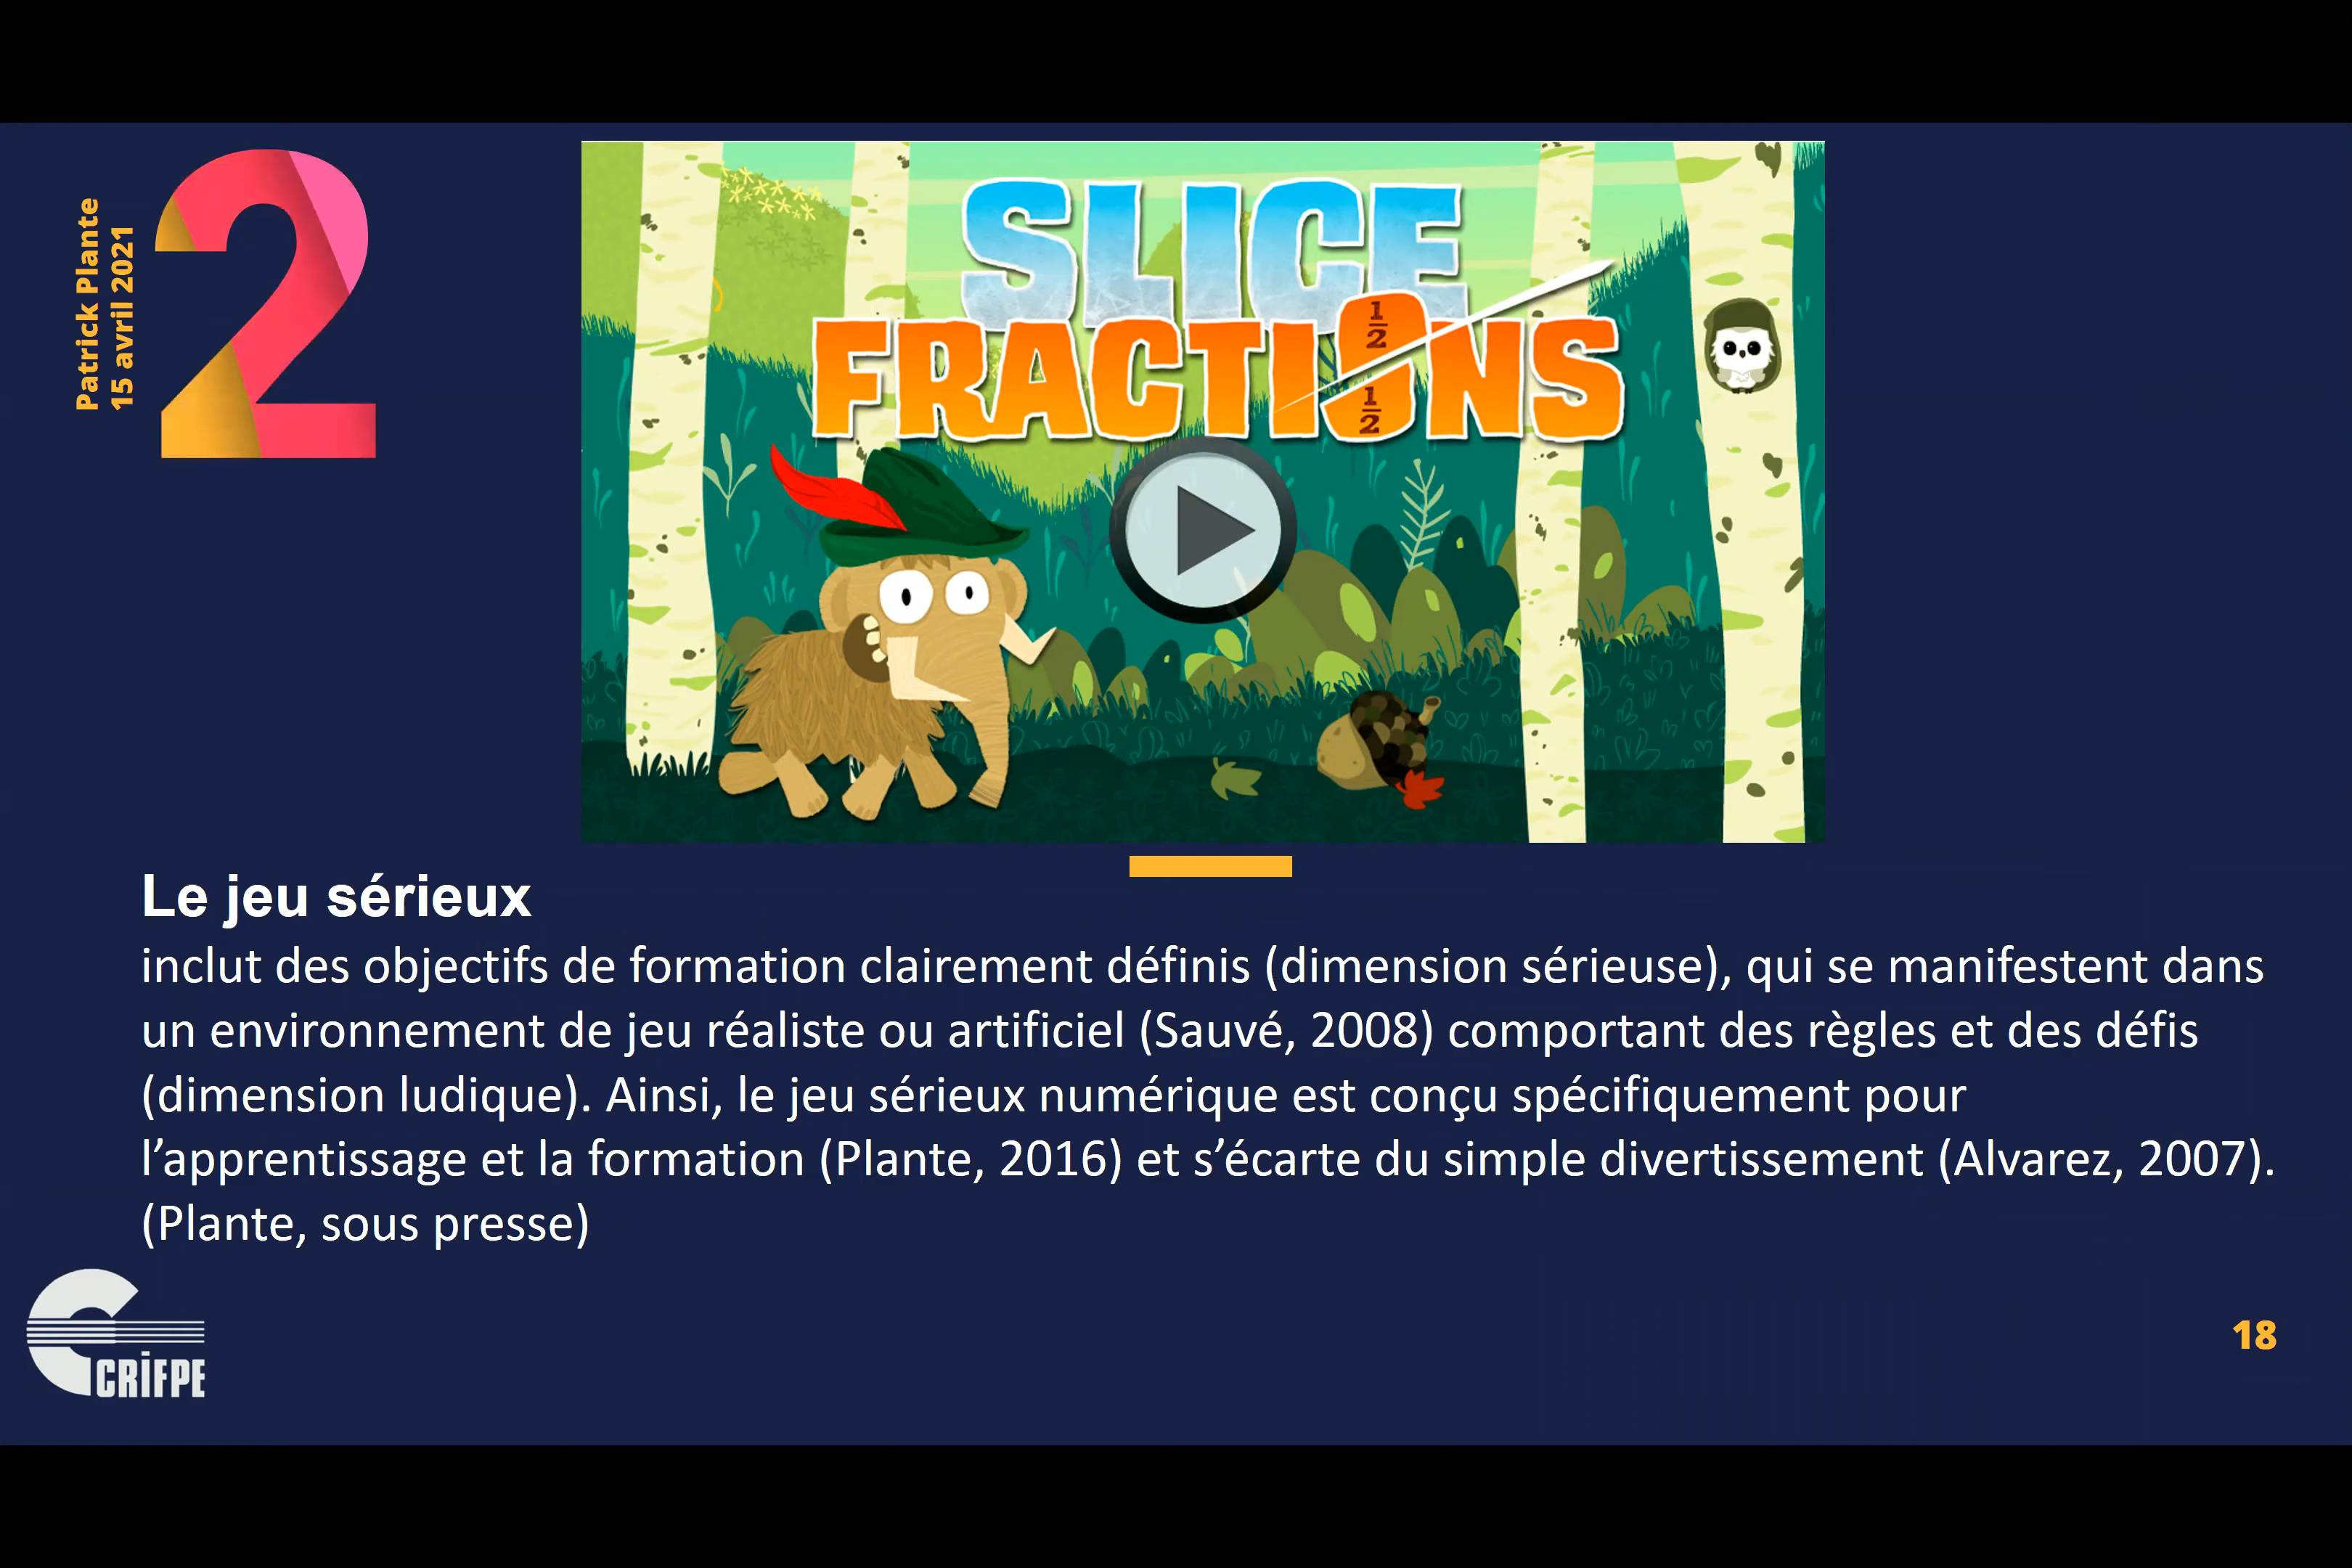 Patrick Plante
15 avril 2021
2
SLICE
FRACTIONS
1/2
1/2
Le jeu sérieux
inclut des objectifs de formation clairement définis (dimension sérieuse), qui se manifestent dans
un environnement de jeu réaliste ou artificiel (Sauvé, 2008) comportant des règles et des défis
(dimension ludique). Ainsi, le jeu sérieux numérique est conçu spécifiquement pour
l’apprentissage et la formation (Plante, 2016) et s’écarte du simple divertissement (Alvarez, 2007).
(Plante, sous presse)
CRIFPE
18